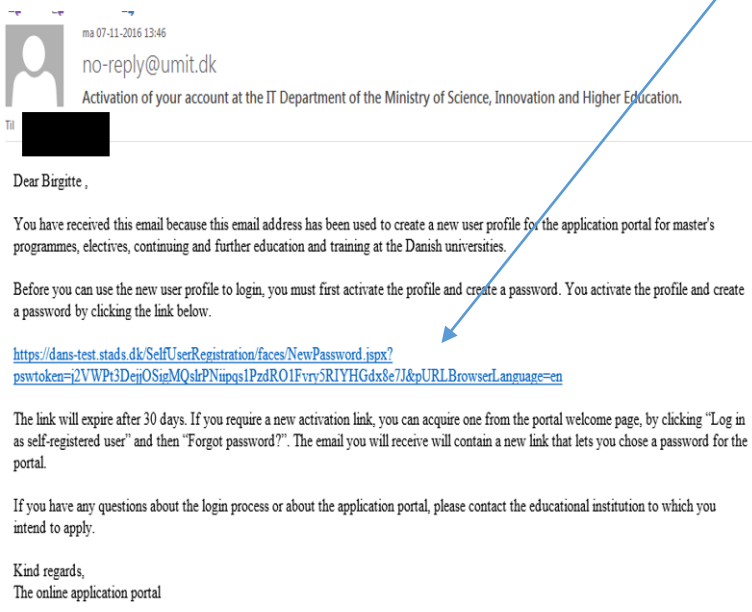 ma 07-11-2016 13:46
no-reply@umit.dk
Activation of your account at the IT Department of the Ministry of Science, Innovation and Higher Education.
Til
Dear Birgitte ,
You have received this email because this email address has been used to create a new user profile for the application portal for master's
programmes, electives, continuing and further education and training at the Danish universities.
Before you can use the new user profile to login, you must first activate the profile and create a password. You activate the profile and create
a password by clicking the link below.
https://dans-test.stads.dk/SelfUserRegistration/faces/NewPassword.jspx?
pswtoken=j2VWPt3DejjOSigMQslrPNiipqs1PzdRO1Fvry5RIYHGdx8e7J&pURLBrowserLanguage=en
The link will expire after 30 days. If you require a new activation link, you can acquire one from the portal welcome page, by clicking “Log in
as self-registered user” and then “Forgot password?”. The email you will receive will contain a new link that lets you chose a password for the
portal.
If you have any questions about the login process or about the application portal, please contact the educational institution to which you
intend to apply.
Kind regards,
The online application portal